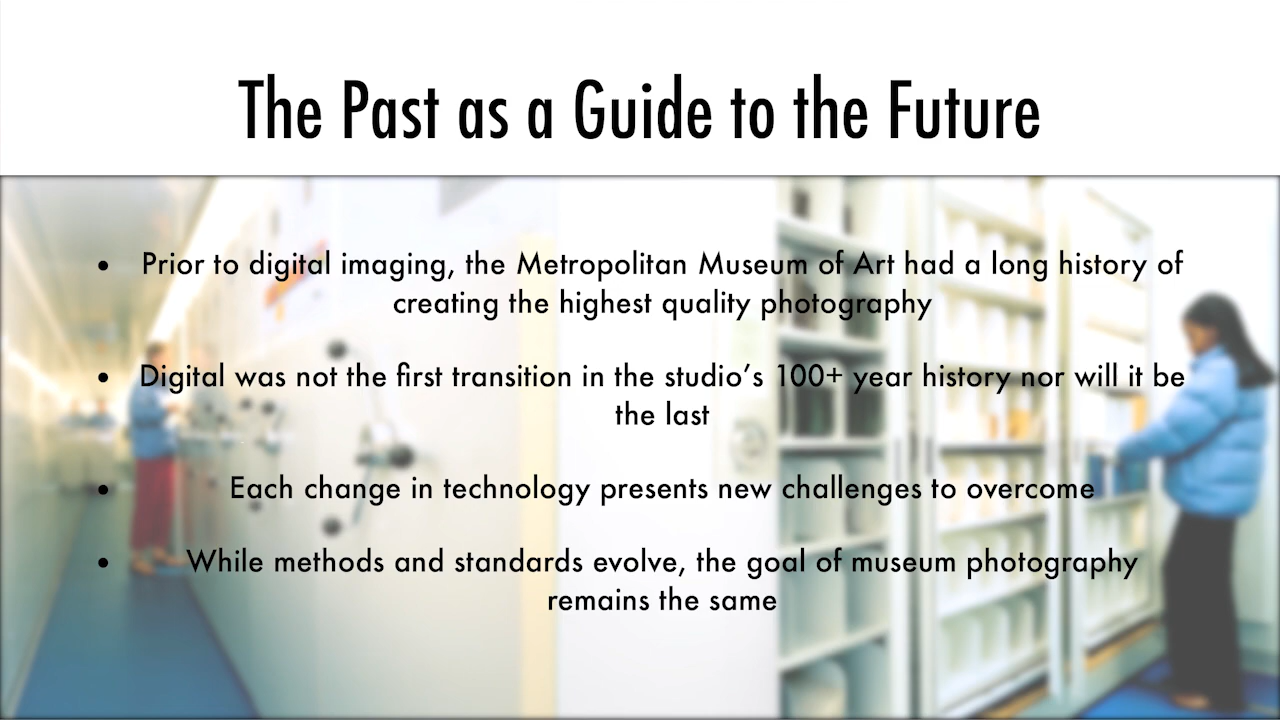 The Past as a Guide to the Future
• Prior to digital imaging, the Metropolitan Museum of Art had a long history of
creating the highest quality photography
• Digital was not the first transition in the studio’s 100+ year history nor will it be
the last
• Each change in technology presents new challenges to overcome
• While methods and standards evolve, the goal of museum photography
remains the same